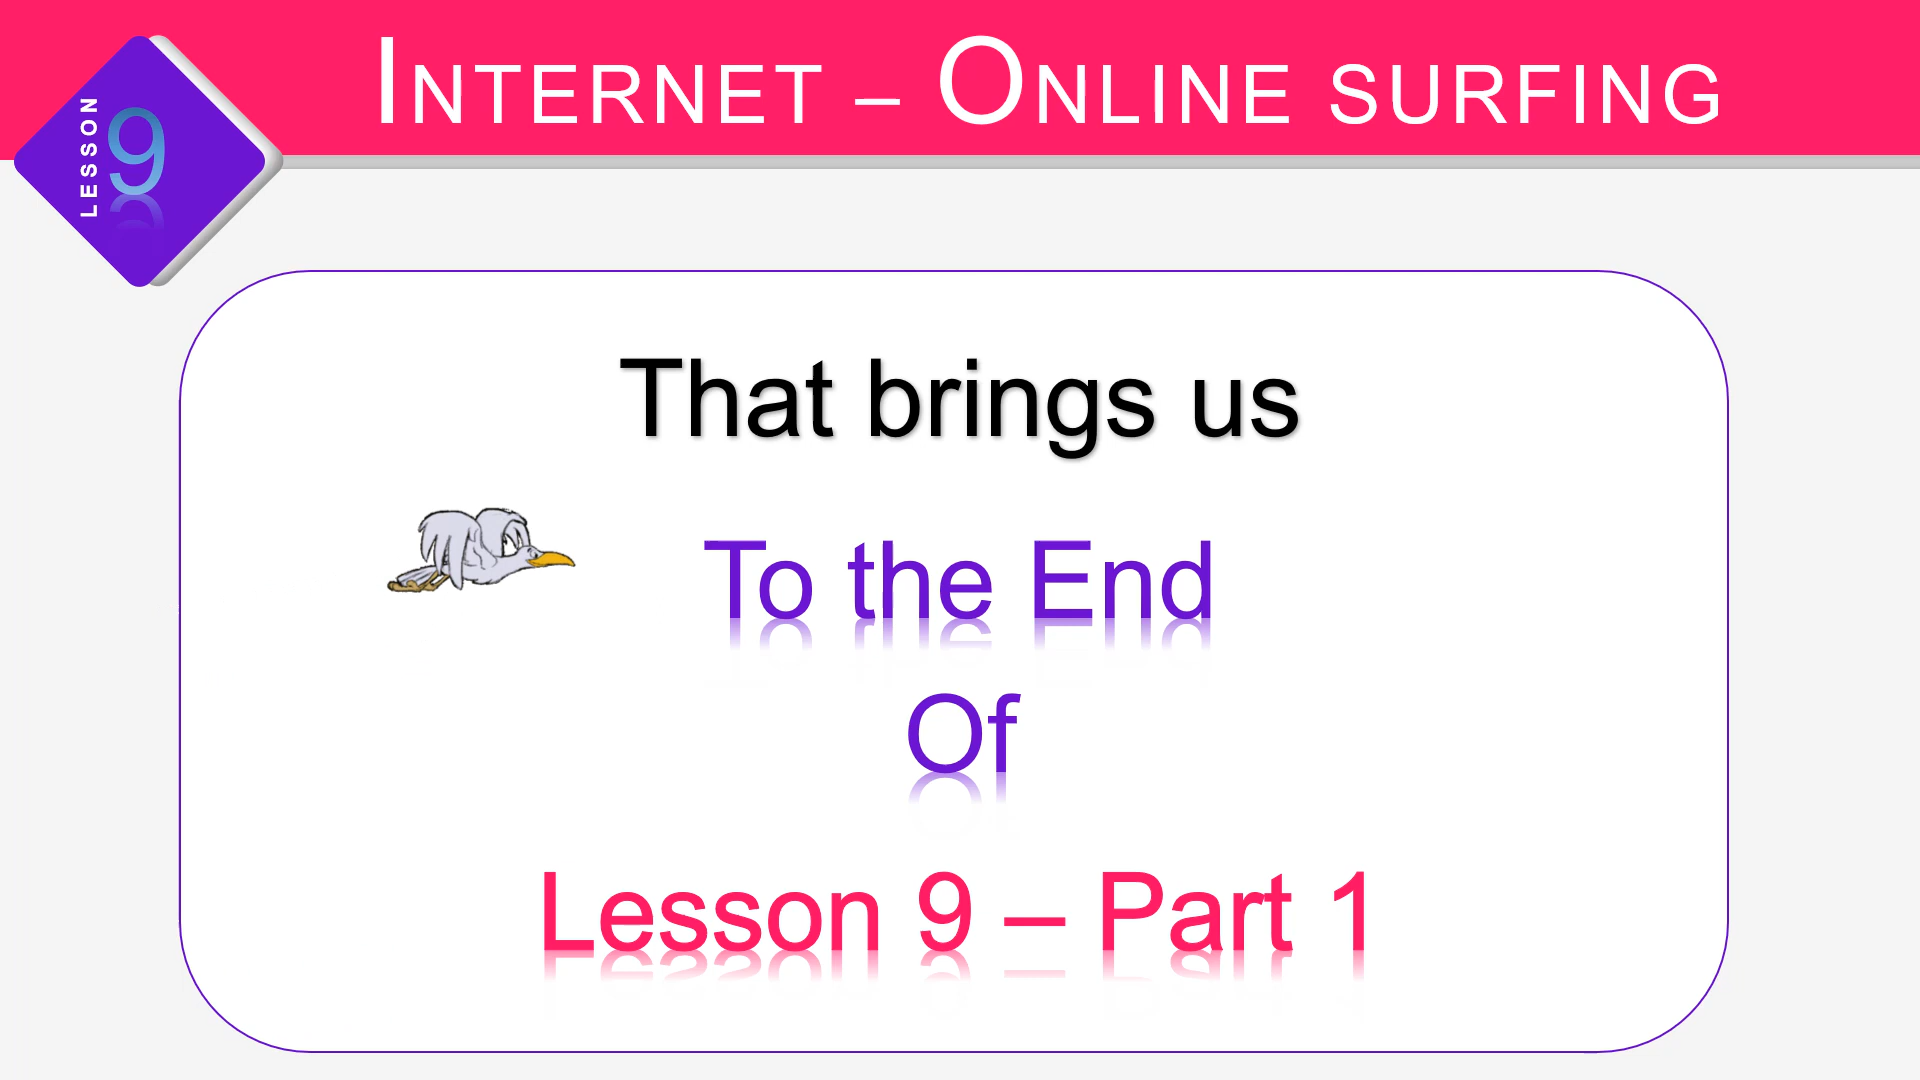 INTERNET – ONLINE SURFING
LESSON 9
That brings us
To the End
Of
Lesson 9 – Part 1